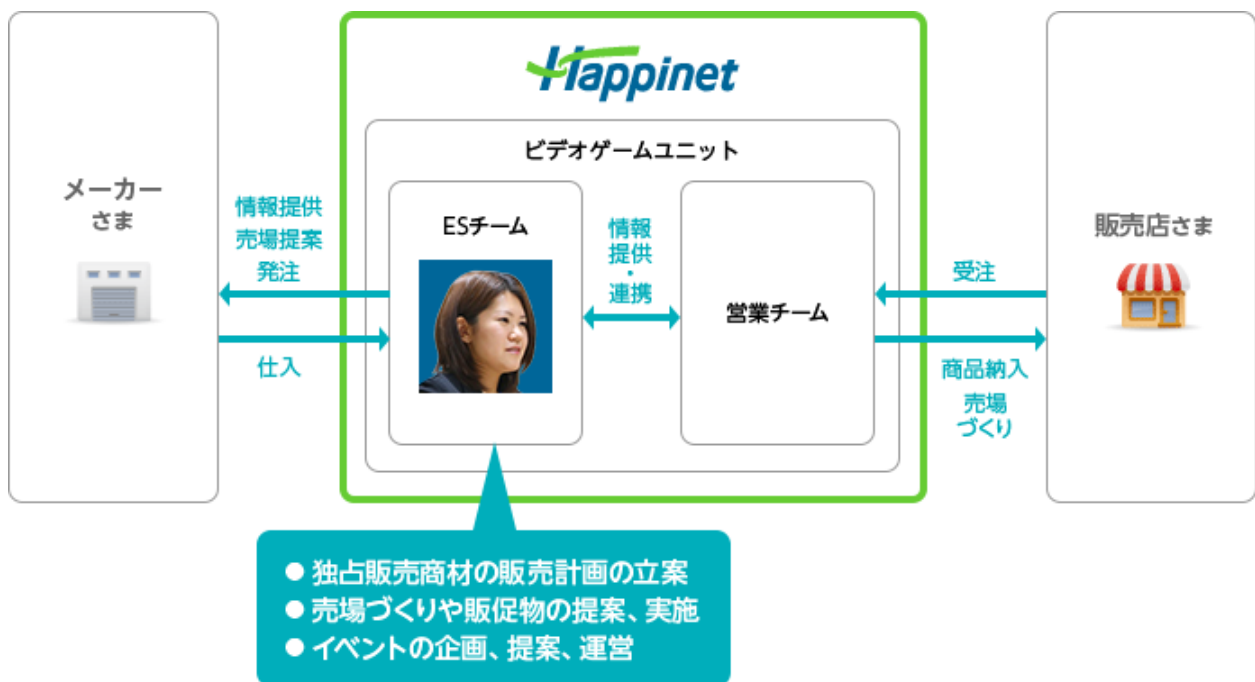 Happinet
ビデオゲームユニット
メーカー
さま
情報提供
売場提案
発注
仕入
ESチーム
情報
提供
・
連携
営業チーム
受注
商品納入
売場
づくり
販売店さま
● 独占販売商材の販売計画の立案
● 売場づくりや販促物の提案、実施
● イベントの企画、提案、運営